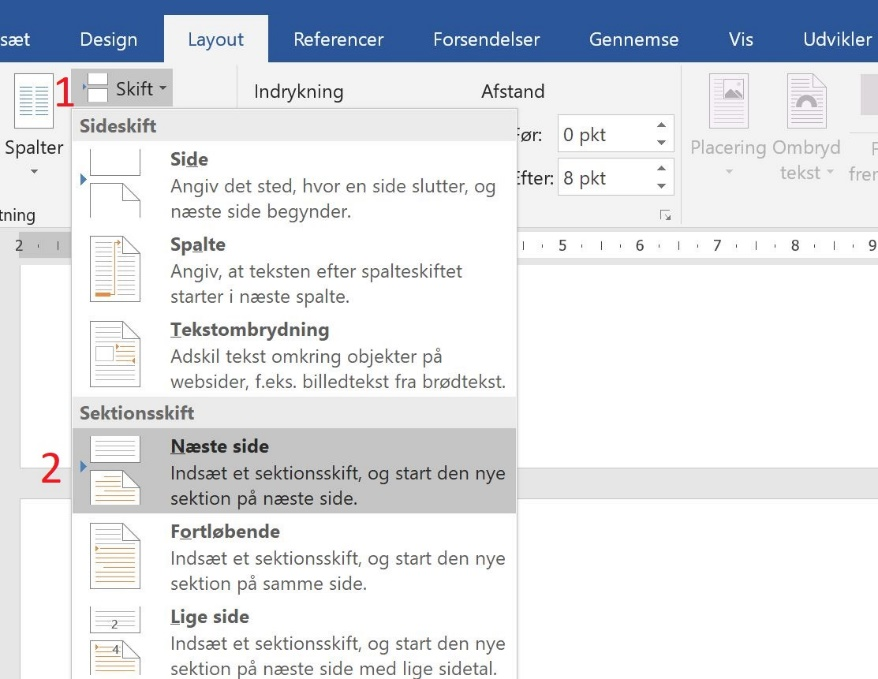 sæt Design Layout Referencer Forsendelser Gennemse Vis Udvikler
1 Skift Indrykning Afstand
Spalter
Før: 0 pkt
Efter: 8 pkt
Placering Ombryd
tekst
tning
2 5 6 7 8 9
Sideskift
Side
Angiv det sted, hvor en side slutter, og
næste side begynder.
Spalte
Angiv, at teksten efter spalteskiftet
starter i næste spalte.
Tekstombrydning
Adskil tekst omkring objekter på
websider, f.eks. billedtekst fra brødtekst.
Sektionsskift
2
Næste side
Indsæt et sektionsskift, og start den nye
sektion på næste side.
Fortløbende
Indsæt et sektionsskift, og start den nye
sektion på samme side.
Lige side
2
4
Indsæt et sektionsskift, og start den nye
sektion på næste side med lige sidetal.